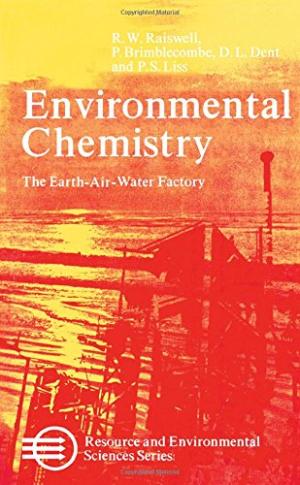 R. W. Raiswell,
P. Brimblecombe, D. L. Dent
and P. S. Liss
Environmental
Chemistry
The Earth-Air-Water Factory
Resource and Environmental
Sciences Series